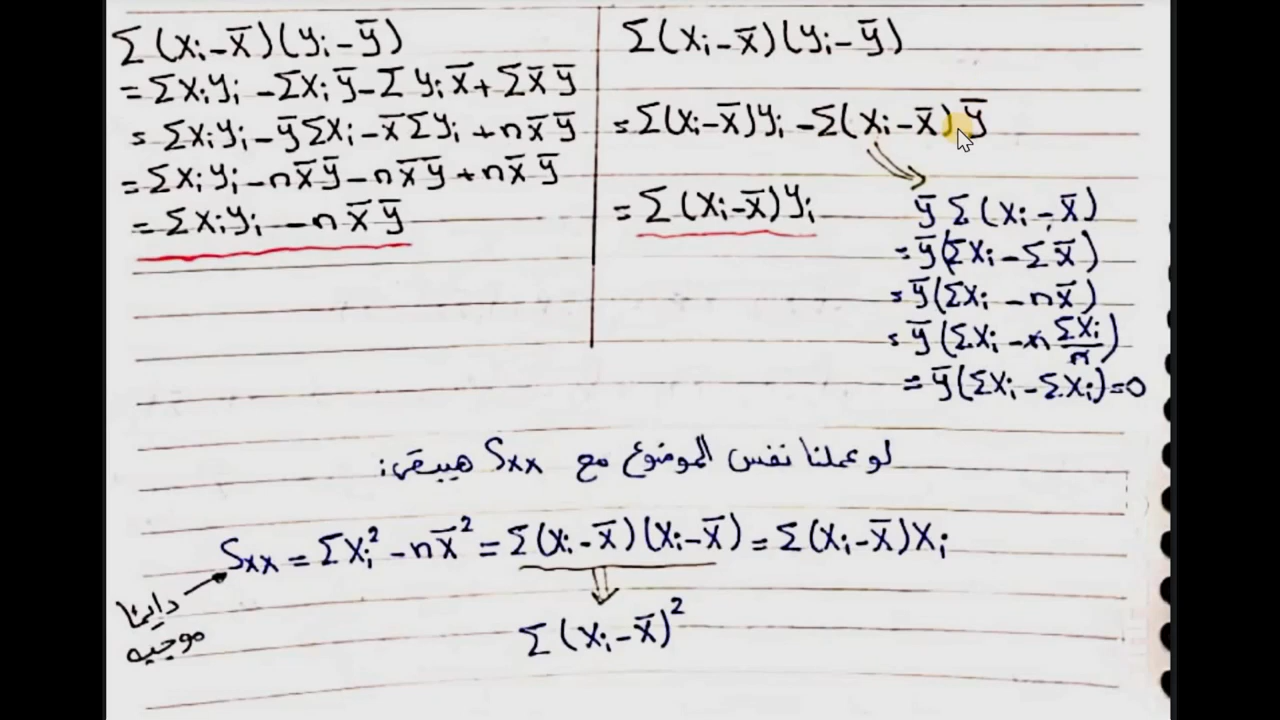 Σ(xᵢ-x̄)(yᵢ-ȳ)
= Σxᵢyᵢ - Σxᵢȳ - Σyᵢx̄ + Σx̄ȳ
= Σxᵢyᵢ - ȳΣxᵢ - x̄Σyᵢ + nx̄ȳ
= Σxᵢyᵢ - nx̄ȳ - nx̄ȳ + nx̄ȳ
= Σxᵢyᵢ - nx̄ȳ
Σ(xᵢ-x̄)(yᵢ-ȳ)
= Σ(xᵢ-x̄)yᵢ - Σ(xᵢ-x̄)ȳ
= Σ(xᵢ-x̄)yᵢ
ȳ Σ(xᵢ-x̄)
= ȳ(Σxᵢ - Σx̄)
= ȳ(Σxᵢ - nx̄)
= ȳ(Σxᵢ - n Σxᵢ/n)
= ȳ(Σxᵢ - Σxᵢ) = 0
لو عملنا نفس الموضوع مع Sxx هيبقى:
Sxx = Σxᵢ² - nx̄² = Σ(xᵢ-x̄)(xᵢ-x̄) = Σ(xᵢ-x̄)xᵢ
دايما
موجبه
Σ(xᵢ-x̄)²